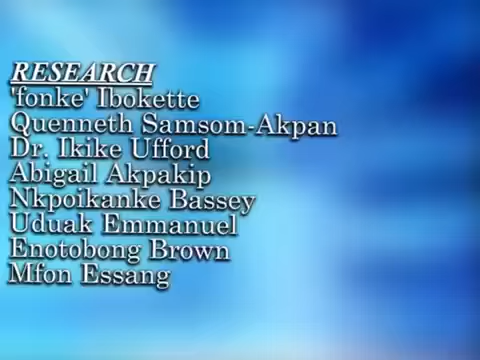 RESEARCH
'fonke' Ibokette
Quenneth Samsom-Akpan
Dr. Ikike Ufford
Abigail Akpakip
Nkpoikanke Bassey
Uduak Emmanuel
Enotobong Brown
Mfon Essang